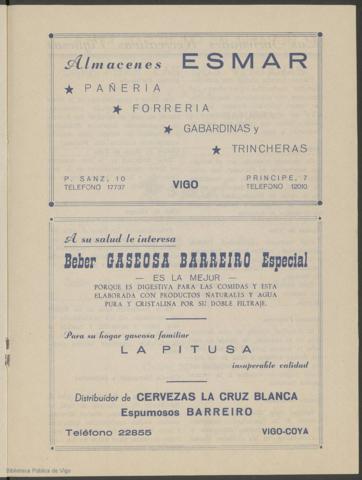 Almacenes ESMAR
★ PAÑERIA
★ FORRERIA
★ GABARDINAS y
★ TRINCHERAS
P. SANZ, 10
TELEFONO 17737
VIGO
PRINCIPE, 7
TELEFONO 12010
A su salud le interesa
Beber GASEOSA BARREIRO Especial
— ES LA MEJUR —
PORQUE ES DIGESTIVA PARA LAS COMIDAS Y ESTA
ELABORADA CON PRODUCTOS NATURALES Y AGUA
PURA Y CRISTALINA POR SU DOBLE FILTRAJE.
Para su hogar gaseosa familiar
LA PITUSA
insuperable calidad
Distribuidor de CERVEZAS LA CRUZ BLANCA
Espumosos BARREIRO
Teléfono 22855 VIGO-COYA
Biblioteca Pública de Vigo